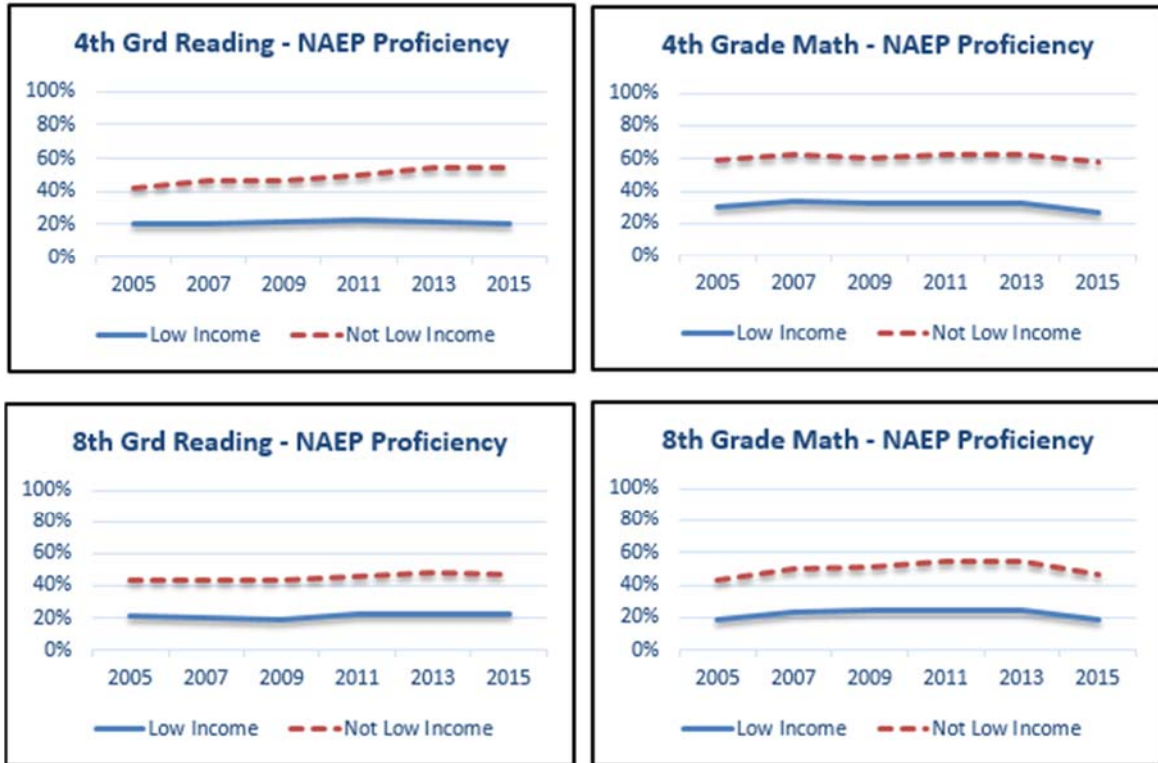 4th Grd Reading - NAEP Proficiency
100%
80%
60%
40%
20%
0%
2005 2007 2009 2011 2013 2015
Low Income Not Low Income
4th Grade Math - NAEP Proficiency
100%
80%
60%
40%
20%
0%
2005 2007 2009 2011 2013 2015
Low Income Not Low Income
8th Grd Reading - NAEP Proficiency
100%
80%
60%
40%
20%
0%
2005 2007 2009 2011 2013 2015
Low Income Not Low Income
8th Grade Math - NAEP Proficiency
100%
80%
60%
40%
20%
0%
2005 2007 2009 2011 2013 2015
Low Income Not Low Income